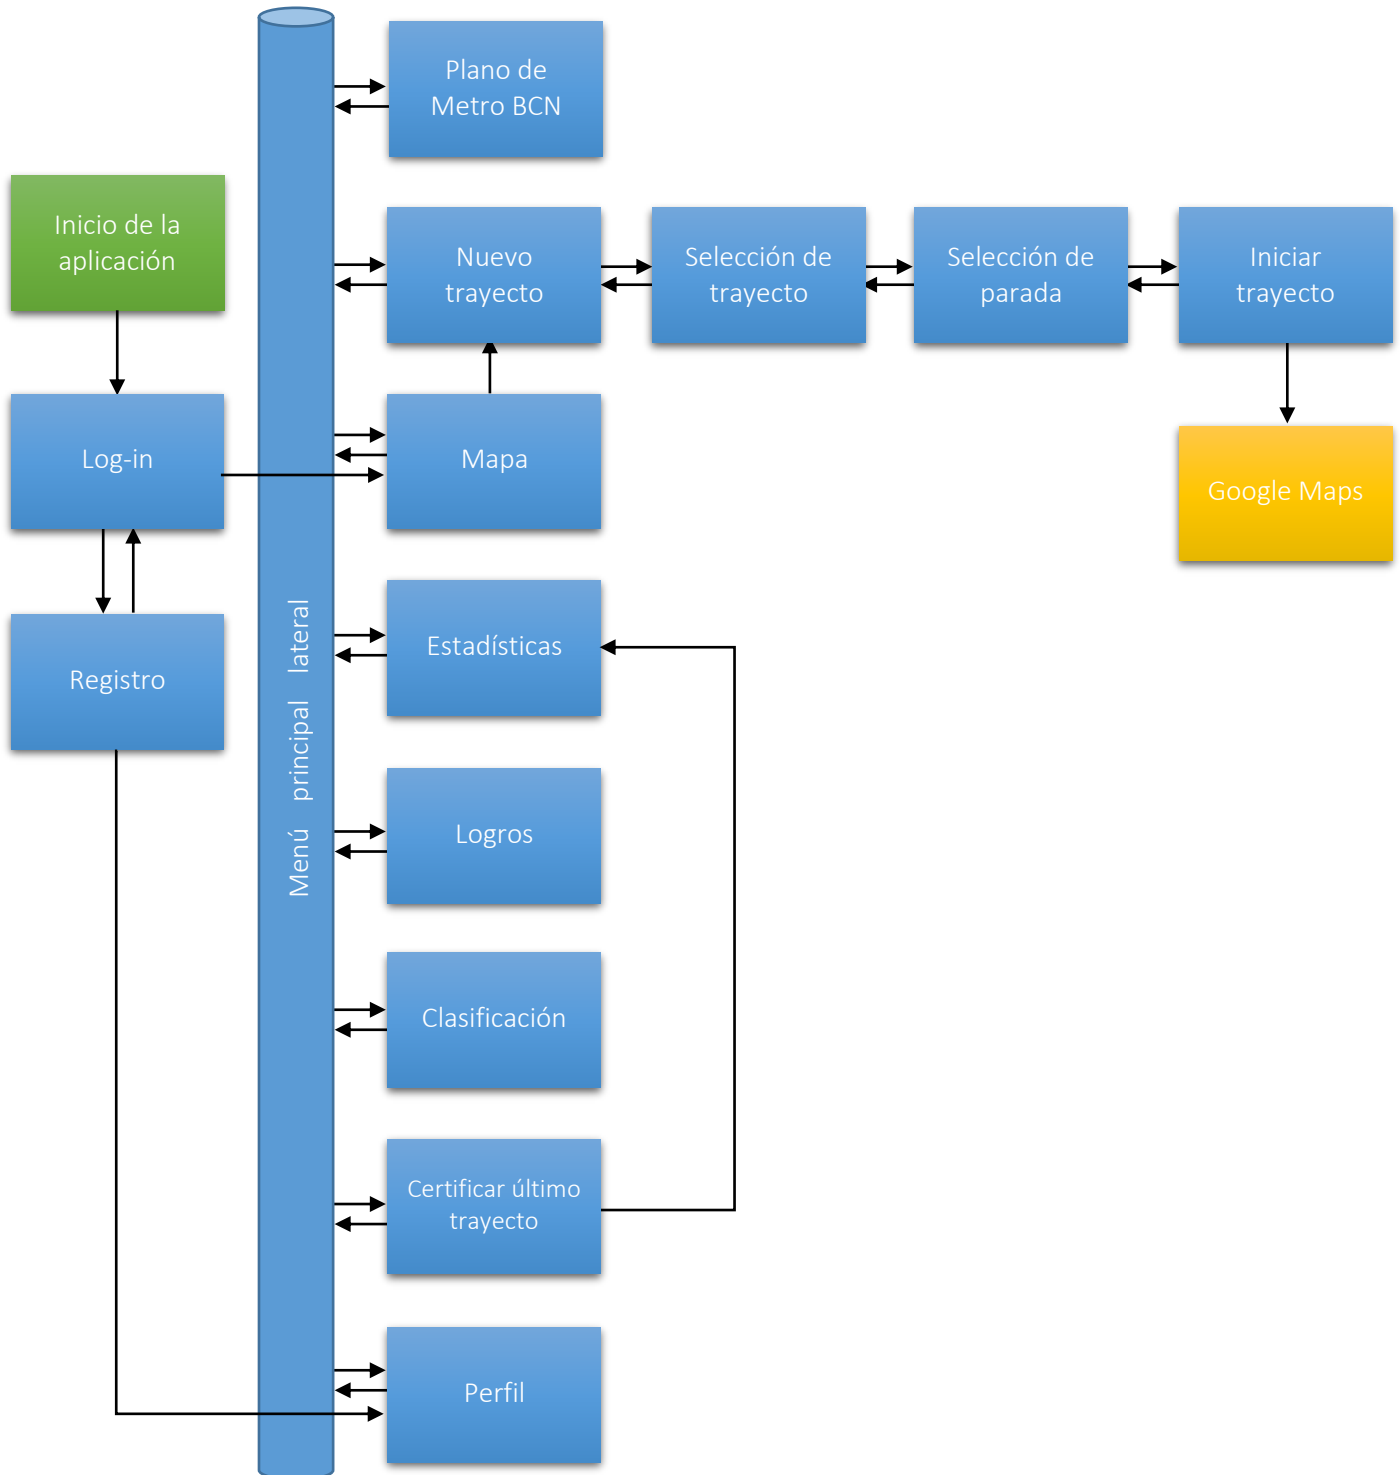 Plano de
Metro BCN
Inicio de la
aplicación
Nuevo
trayecto
Selección de
trayecto
Selección de
parada
Iniciar
trayecto
Log-in
Mapa
Google Maps
Registro
Menú principal lateral
Estadísticas
Logros
Clasificación
Certificar último
trayecto
Perfil